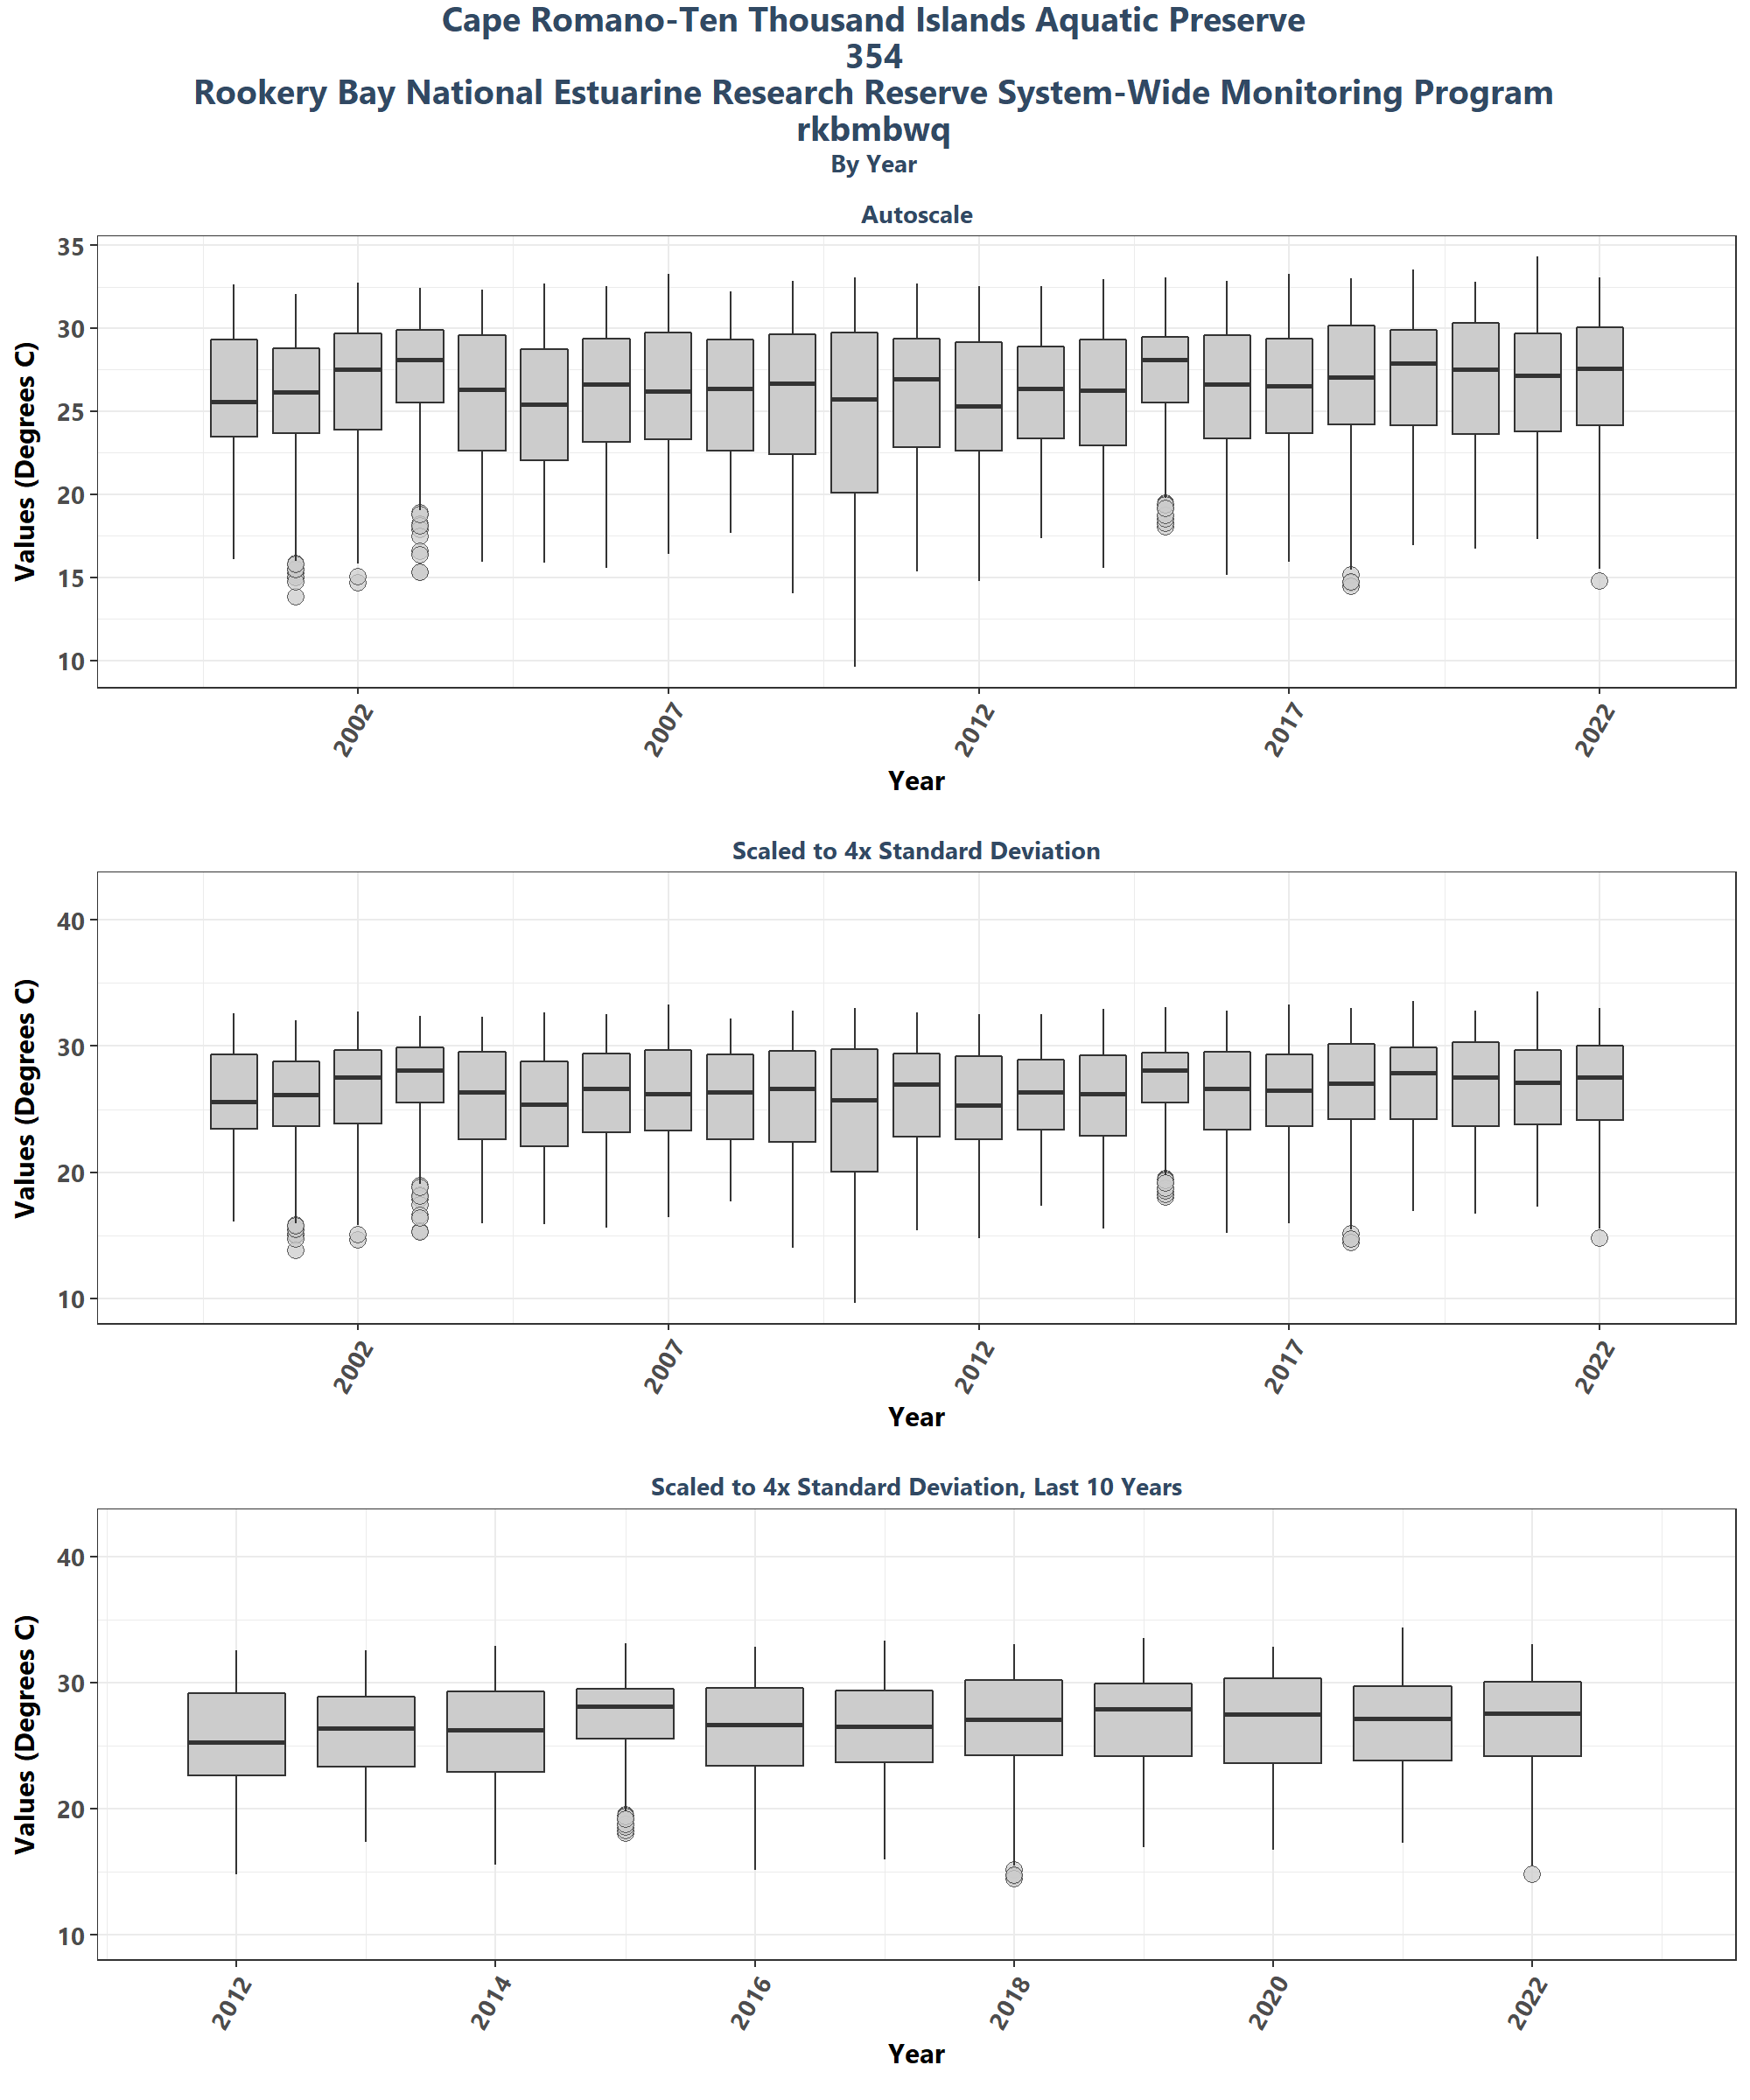 Cape Romano-Ten Thousand Islands Aquatic Preserve
354
Rookery Bay National Estuarine Research Reserve System-Wide Monitoring Program
rkbmbwq
By Year
Autoscale
Values (Degrees C)
35
30
25
20
15
10
2002 2007 2012 2017 2022
Year
Scaled to 4x Standard Deviation
Values (Degrees C)
40
30
20
10
2002 2007 2012 2017 2022
Year
Scaled to 4x Standard Deviation, Last 10 Years
Values (Degrees C)
40
30
20
10
2012 2014 2016 2018 2020 2022
Year